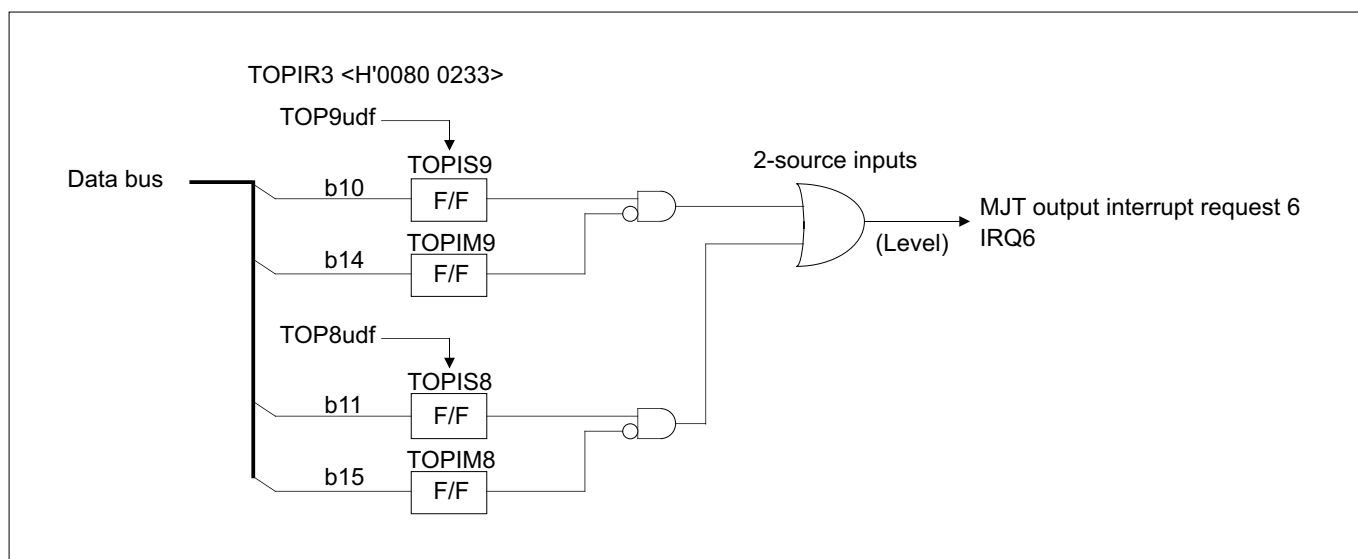 TOPIR3 <H'0080 0233>
TOP9udf
TOPIS9
2-source inputs
Data bus
b10
F/F
MJT output interrupt request 6
(Level)
IRQ6
TOPIM9
b14
F/F
TOP8udf
TOPIS8
b11
F/F
TOPIM8
b15
F/F